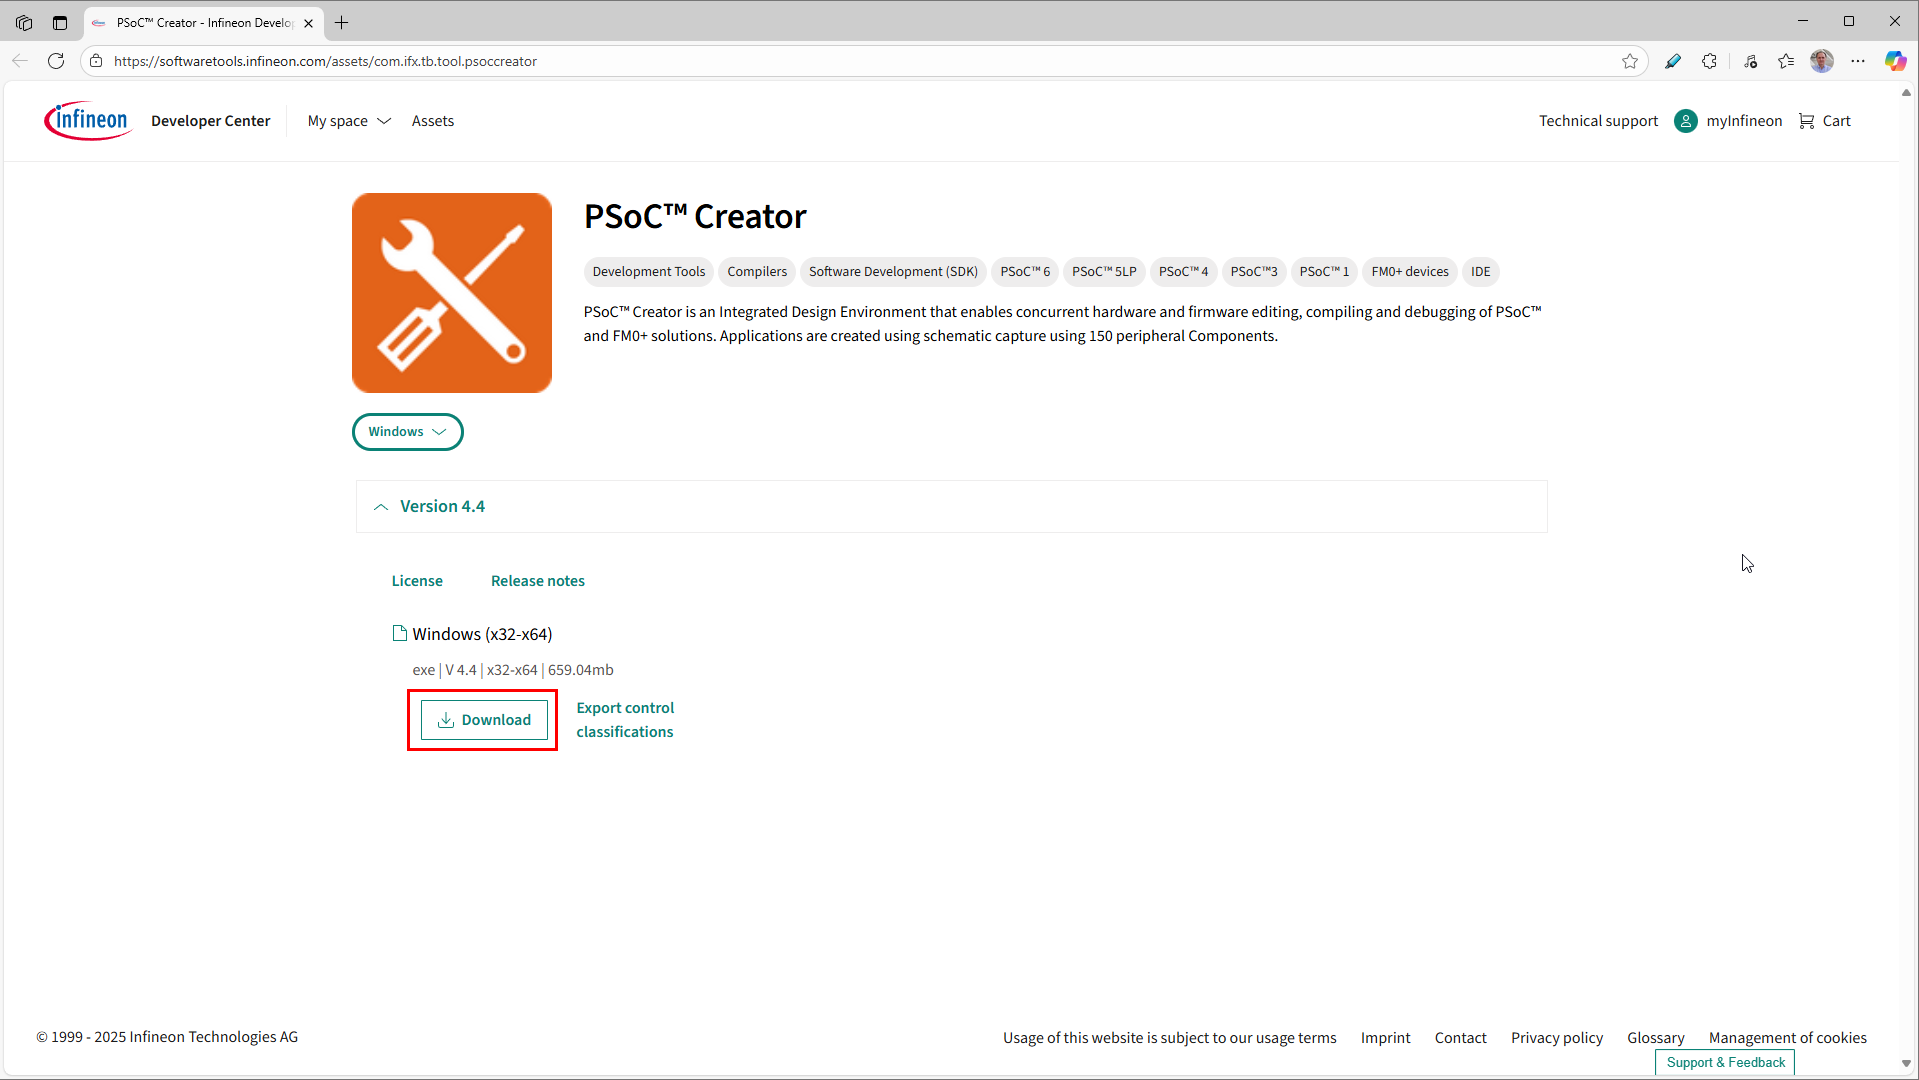 PSoC™ Creator - Infineon Develo
https://softwaretools.infineon.com/assets/com.ifx.tb.tool.psoccreator
infineon Developer Center My space Assets Technical support myInfineon Cart
PSoC™ Creator
Development Tools Compilers Software Development (SDK) PSoC™ 6 PSoC™ 5LP PSoC™ 4 PSoC™3 PSoC™ 1 FM0+ devices IDE
PSoC™ Creator is an Integrated Design Environment that enables concurrent hardware and firmware editing, compiling and debugging of PSoC™
and FM0+ solutions. Applications are created using schematic capture using 150 peripheral Components.
Windows
Version 4.4
License Release notes
Windows (x32-x64)
exe | V 4.4 | x32-x64 | 659.04mb
Download
Export control
classifications
© 1999 - 2025 Infineon Technologies AG
Usage of this website is subject to our usage terms Imprint Contact Privacy policy Glossary Management of cookies
Support & Feedback